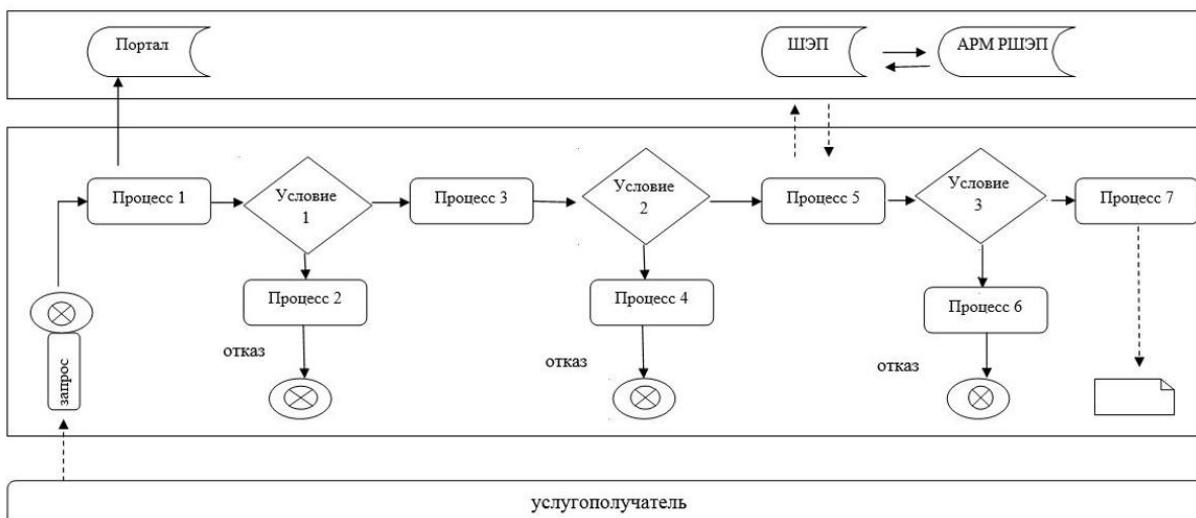 Портал
ШЭП
АРМ РШЭП
Процесс 1
Условие
1
Процесс 3
Условие
2
Процесс 5
Условие
3
Процесс 7
Процесс 2
Процесс 4
Процесс 6
запрос
отказ
отказ
отказ
услугополучатель